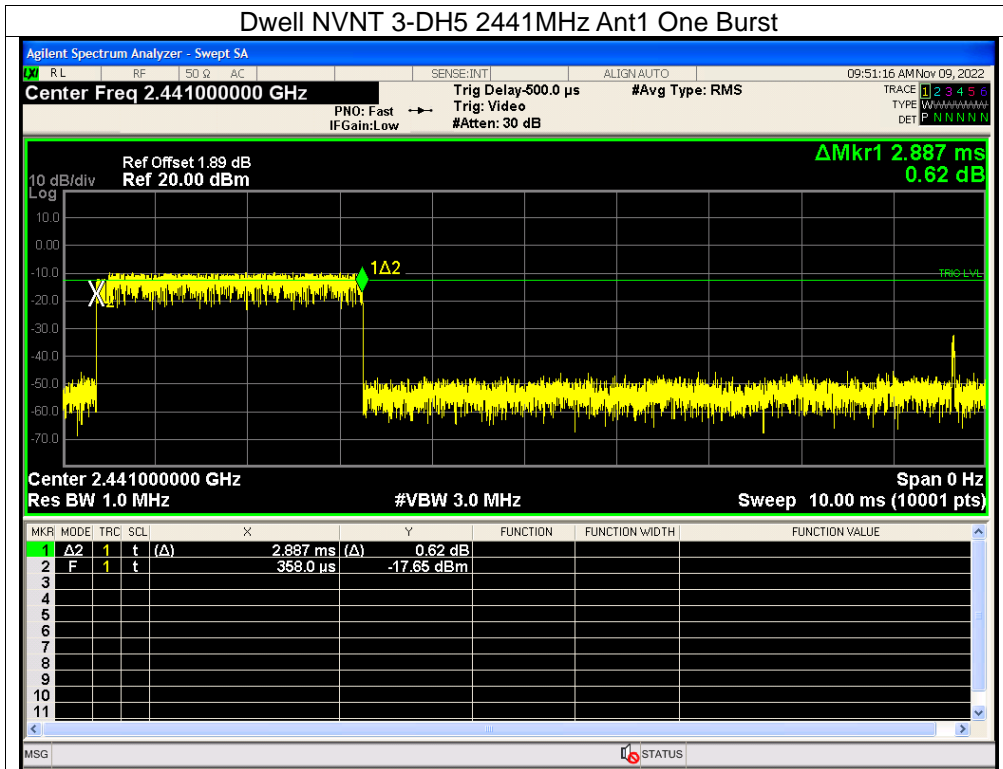 Dwell NVNT 3-DH5 2441MHz Ant1 One Burst
Agilent Spectrum Analyzer - Swept SA
LXI RL RF 50 Ω AC SENSE:INT ALIGN AUTO 09:51:16 AM Nov 09, 2022
Center Freq 2.441000000 GHz
PNO: Fast
IFGain:Low
Trig Delay-500.0 µs
Trig: Video
#Atten: 30 dB
#Avg Type: RMS
TRACE 1 2 3 4 5 6
TYPE WWWWWW
DET P N N N N N
ΔMkr1 2.887 ms
0.62 dB
Ref Offset 1.89 dB
10 dB/div Ref 20.00 dBm
Log
10.0
0.00
-10.0
-20.0
-30.0
-40.0
-50.0
-60.0
-70.0
1Δ2
TRIG LVL
X2
Center 2.441000000 GHz Span 0 Hz
Res BW 1.0 MHz #VBW 3.0 MHz Sweep 10.00 ms (10001 pts)
MKR MODE TRC SCL X Y FUNCTION FUNCTION WIDTH FUNCTION VALUE
1 Δ2 1 t (Δ) 2.887 ms (Δ) 0.62 dB
2 F 1 t 358.0 µs -17.65 dBm
3
4
5
6
7
8
9
10
11
MSG STATUS